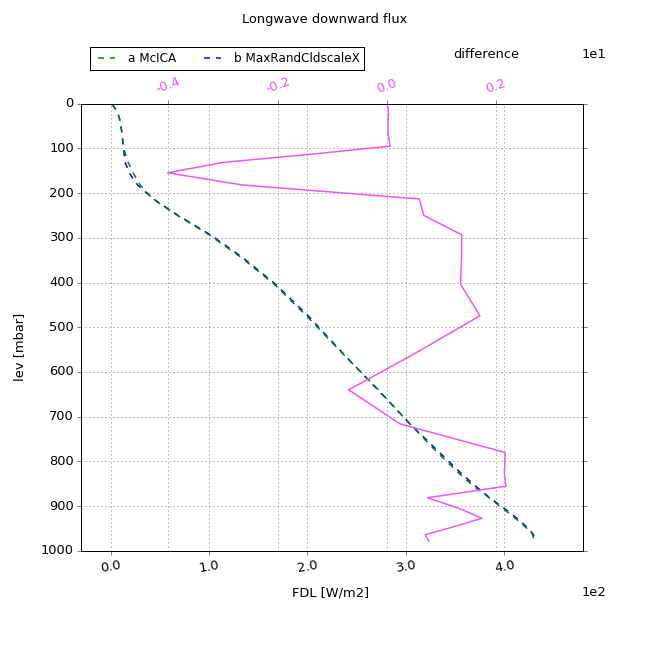 Longwave downward flux
a McICA b MaxRandCldscaleX
difference 1e1
-0.4 -0.2 0.0 0.2
0
100
200
300
400
500
600
700
800
900
1000
lev [mbar]
0.0 1.0 2.0 3.0 4.0
FDL [W/m2] 1e2